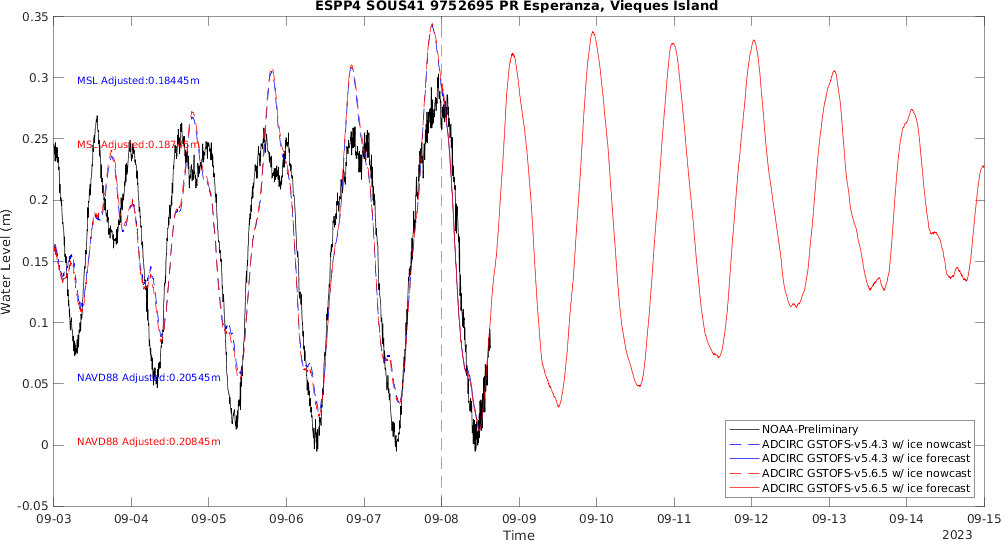 ESPP4 SOUS41 9752695 PR Esperanza, Vieques Island
0.35
0.3
0.25
0.2
0.15
0.1
0.05
0
-0.05
Water Level (m)
MSL Adjusted:0.18445m
MSL Adjusted:
NAVD88 Adjusted:0.20545m
NAVD88 Adjusted:0.20845m
NOAA-Preliminary
ADCIRC GSTOFS-v5.4.3 w/ ice nowcast
ADCIRC GSTOFS-v5.4.3 w/ ice forecast
ADCIRC GSTOFS-v5.6.5 w/ ice nowcast
ADCIRC GSTOFS-v5.6.5 w/ ice forecast
09-03 09-04 09-05 09-06 09-07 09-08 09-09 09-10 09-11 09-12 09-13 09-14 09-15
Time
2023